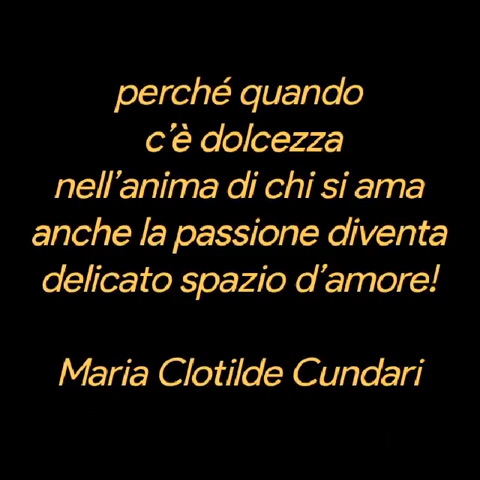 perché quando
c’è dolcezza
nell’anima di chi si ama
anche la passione diventa
delicato spazio d’amore!
Maria Clotilde Cundari